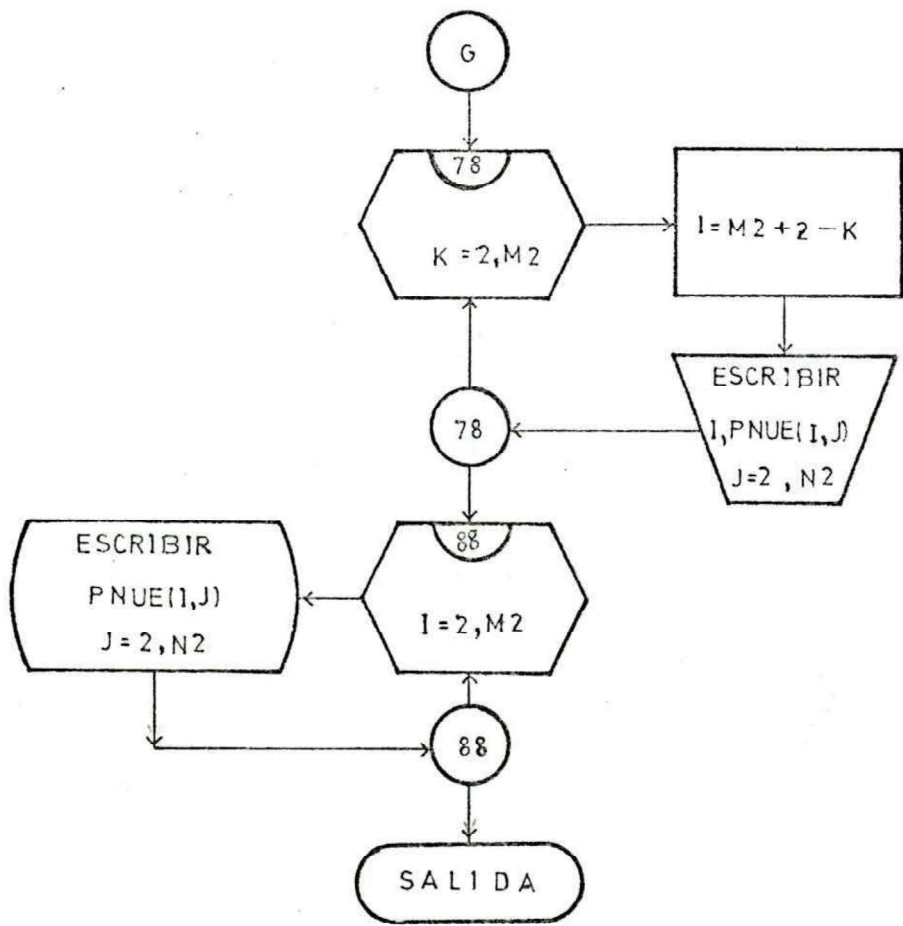 G
78
K=2,M2
I=M2+2-K
ESCRIBIR
I,PNUE(I,J)
J=2,N2
78
88
I=2,M2
ESCRIBIR
PNUE(I,J)
J=2,N2
88
SALIDA